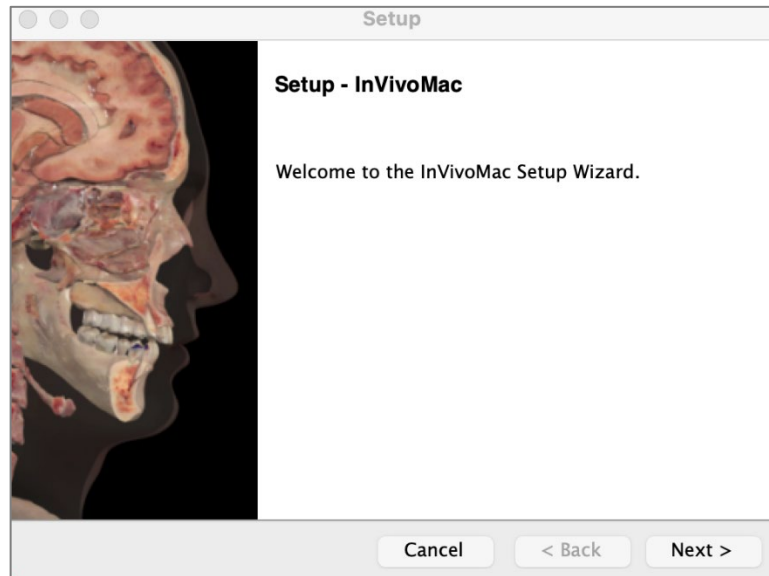 Setup
Setup - InVivoMac
Welcome to the InVivoMac Setup Wizard.
Cancel
< Back
Next >